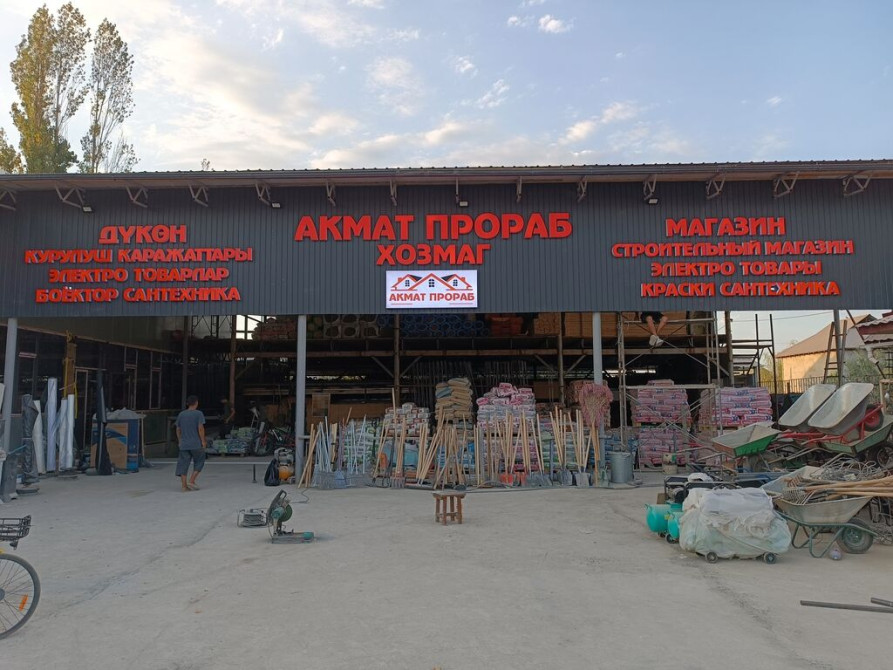 ДҮКӨН
КУРУЛУШ КАРАЖАТТАРЫ
ЭЛЕКТРО ТОВАРЛАР
БОЁКТОР САНТЕХНИКА
АКМАТ ПРОРАБ
ХОЗМАГ
АКМАТ ПРОРАБ
МАГАЗИН
СТРОИТЕЛЬНЫЙ МАГАЗИН
ЭЛЕКТРО ТОВАРЫ
КРАСКИ САНТЕХНИКА